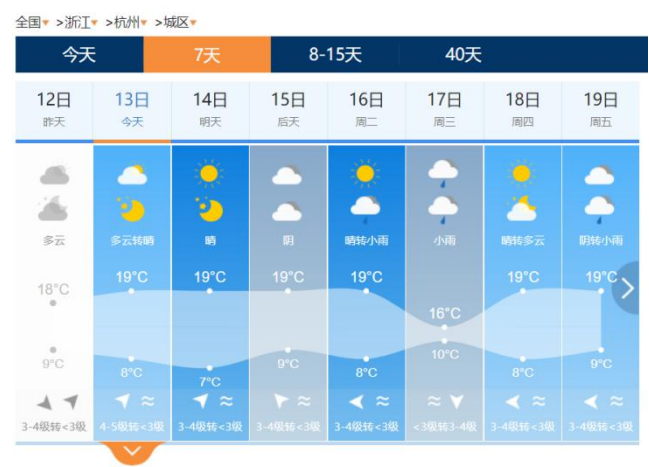 全国 >浙江 >杭州 >城区
今天 7天 8-15天 40天
12日 13日 14日 15日 16日 17日 18日 19日
昨天 今天 明天 后天 周二 周三 周四 周五
多云 多云转晴 晴 阴 晴转小雨 小雨 晴转多云 阴转小雨
18°C 19°C 19°C 19°C 19°C 16°C 19°C 19°C
9°C 8°C 7°C 9°C 8°C 10°C 8°C 9°C
3-4级转<3级 4-5级转<3级 3-4级转<3级 3-4级转<3级 3-4级转<3级 <3级转3-4级 3-4级转<3级 3-4级转<3级